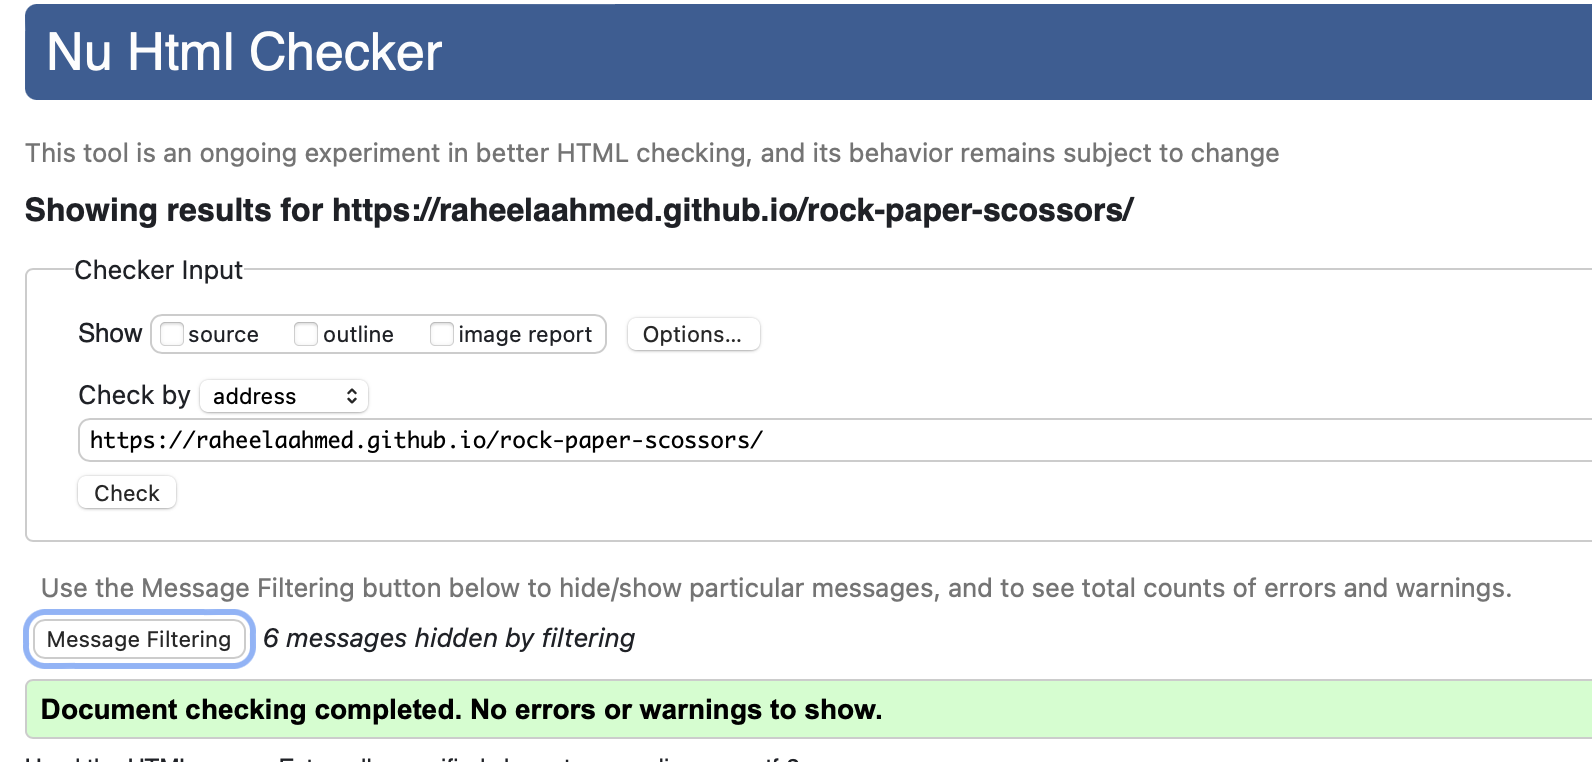 Nu Html Checker
This tool is an ongoing experiment in better HTML checking, and its behavior remains subject to change
Showing results for https://raheelaahmed.github.io/rock-paper-scossors/
Checker Input
Show source outline image report Options...
Check by address
https://raheelaahmed.github.io/rock-paper-scossors/
Check
Use the Message Filtering button below to hide/show particular messages, and to see total counts of errors and warnings.
Message Filtering 6 messages hidden by filtering
Document checking completed. No errors or warnings to show.